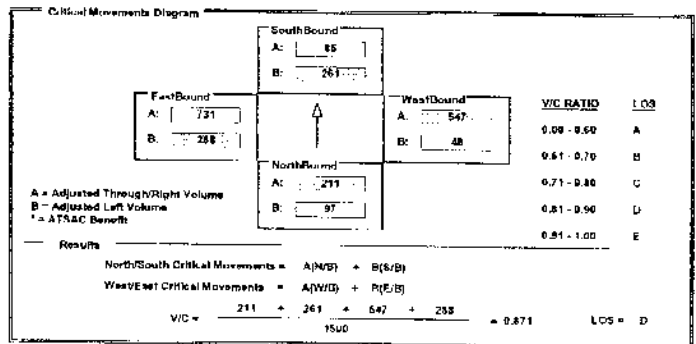 Critical Movements Diagram
SouthBound
A: 85
B: 261
EastBound
A: 731
B: 288
WestBound
A: 547
B: 48
NorthBound
A: 211
B: 97
V/C RATIO LOS
0.00 - 0.60 A
0.61 - 0.70 B
0.71 - 0.80 C
0.81 - 0.90 D
0.91 - 1.00 E
A = Adjusted Through/Right Volume
B = Adjusted Left Volume
* = ATSAC Benefit
Results
North/South Critical Movements = A(N/B) + B(S/B)
West/East Critical Movements = A(W/B) + B(E/B)
V/C = 211 + 261 + 547 + 288 = 0.871 LOS = D
1500